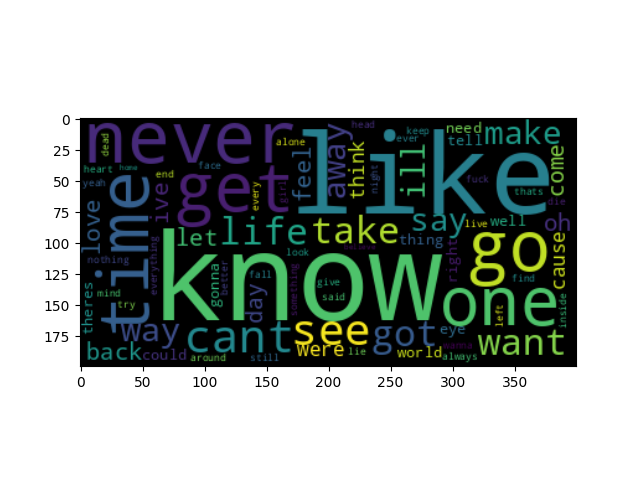 0
25
50
75
100
125
150
175
never
like
know
time
get
go
one
dead
heart
yeah
home
face
end
every
girl
alone
feel
away
head
think
night
ill
keep
ever
need
tell
make
come
fuck
thats
die
love
ive
let
life
take
say
live
well
oh
nothing
everything
gonna
better
look
thing
right
cause
theres
mind
try
fall
day
something
give
said
find
inside
left
way
cant
see
got
eye
want
back
could
around
still
were
lie
world
wanna
always
0 50 100 150 200 250 300 350